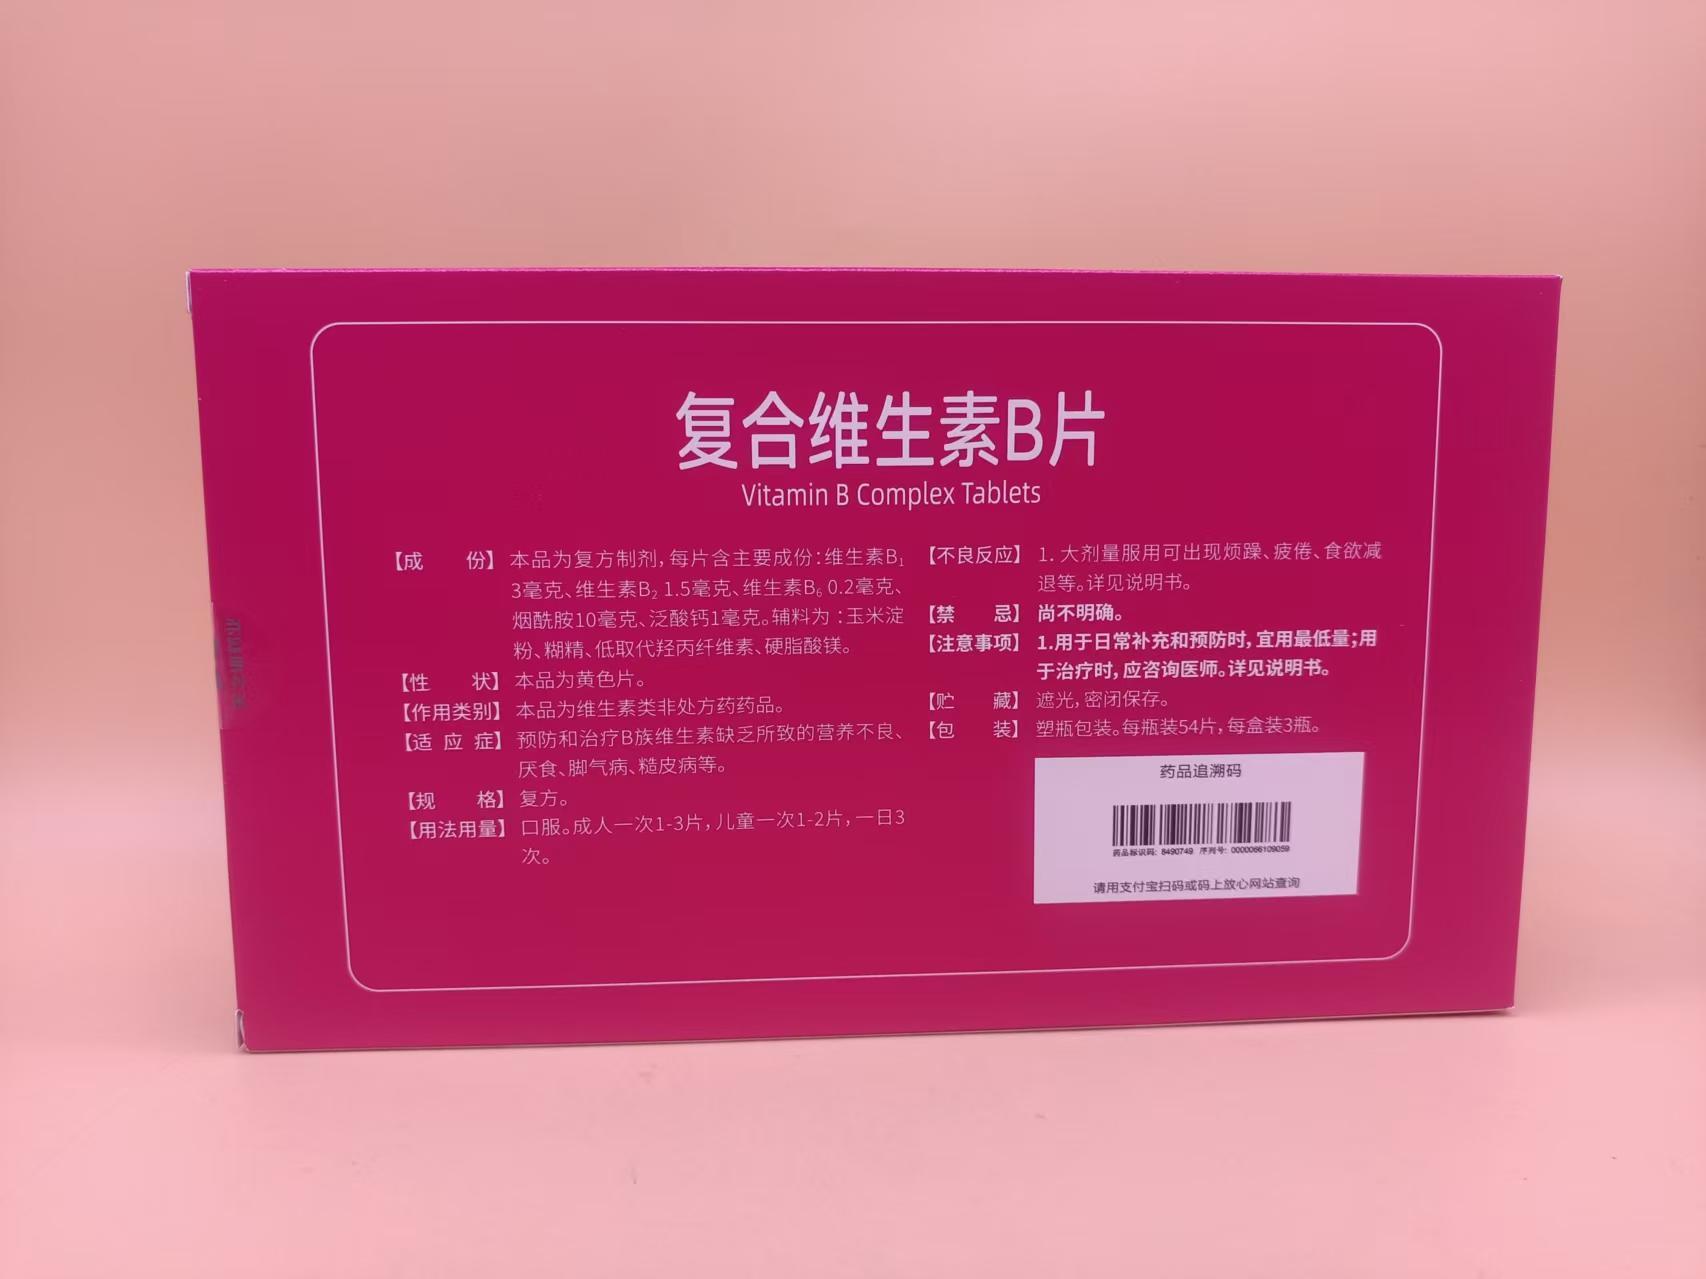 复合维生素B片
Vitamin B Complex Tablets
【成 份】本品为复方制剂，每片含主要成份：维生素B₁
3毫克、维生素B₂ 1.5毫克、维生素B₆ 0.2毫克、
烟酰胺10毫克、泛酸钙1毫克。辅料为：玉米淀
粉、糊精、低取代羟丙纤维素、硬脂酸镁。
【性 状】本品为黄色片。
【作用类别】本品为维生素类非处方药药品。
【适 应 症】预防和治疗B族维生素缺乏所致的营养不良、
厌食、脚气病、糙皮病等。
【规 格】复方。
【用法用量】口服。成人一次1-3片，儿童一次1-2片，一日3
次。
【不良反应】1. 大剂量服用可出现烦躁、疲倦、食欲减
退等。详见说明书。
【禁 忌】尚不明确。
【注意事项】1.用于日常补充和预防时，宜用最低量；用
于治疗时，应咨询医师。详见说明书。
【贮 藏】遮光，密闭保存。
【包 装】塑瓶包装。每瓶装54片，每盒装3瓶。
药品追溯码
药品标识码: 8490749 序列号: 0000066109059
请用支付宝扫码或码上放心网站查询